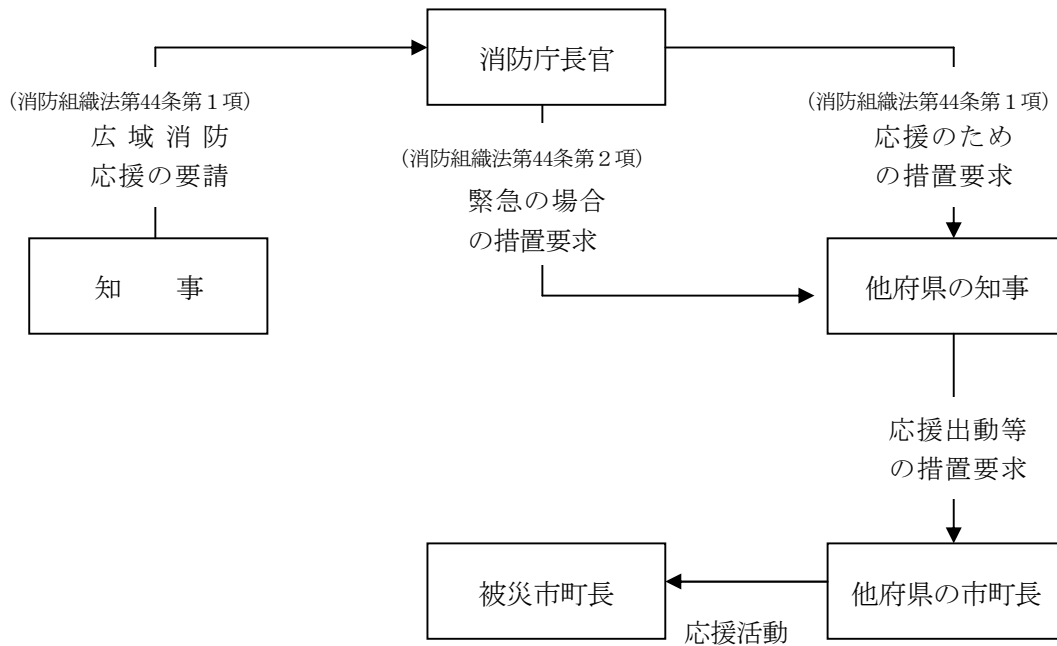 消防庁長官
(消防組織法第44条第１項)
広域消防
応援の要請
(消防組織法第44条第２項)
緊急の場合
の措置要求
(消防組織法第44条第１項)
応援のため
の措置要求
知　　事
他府県の知事
応援出動等
の措置要求
被災市町長
他府県の市町長
応援活動